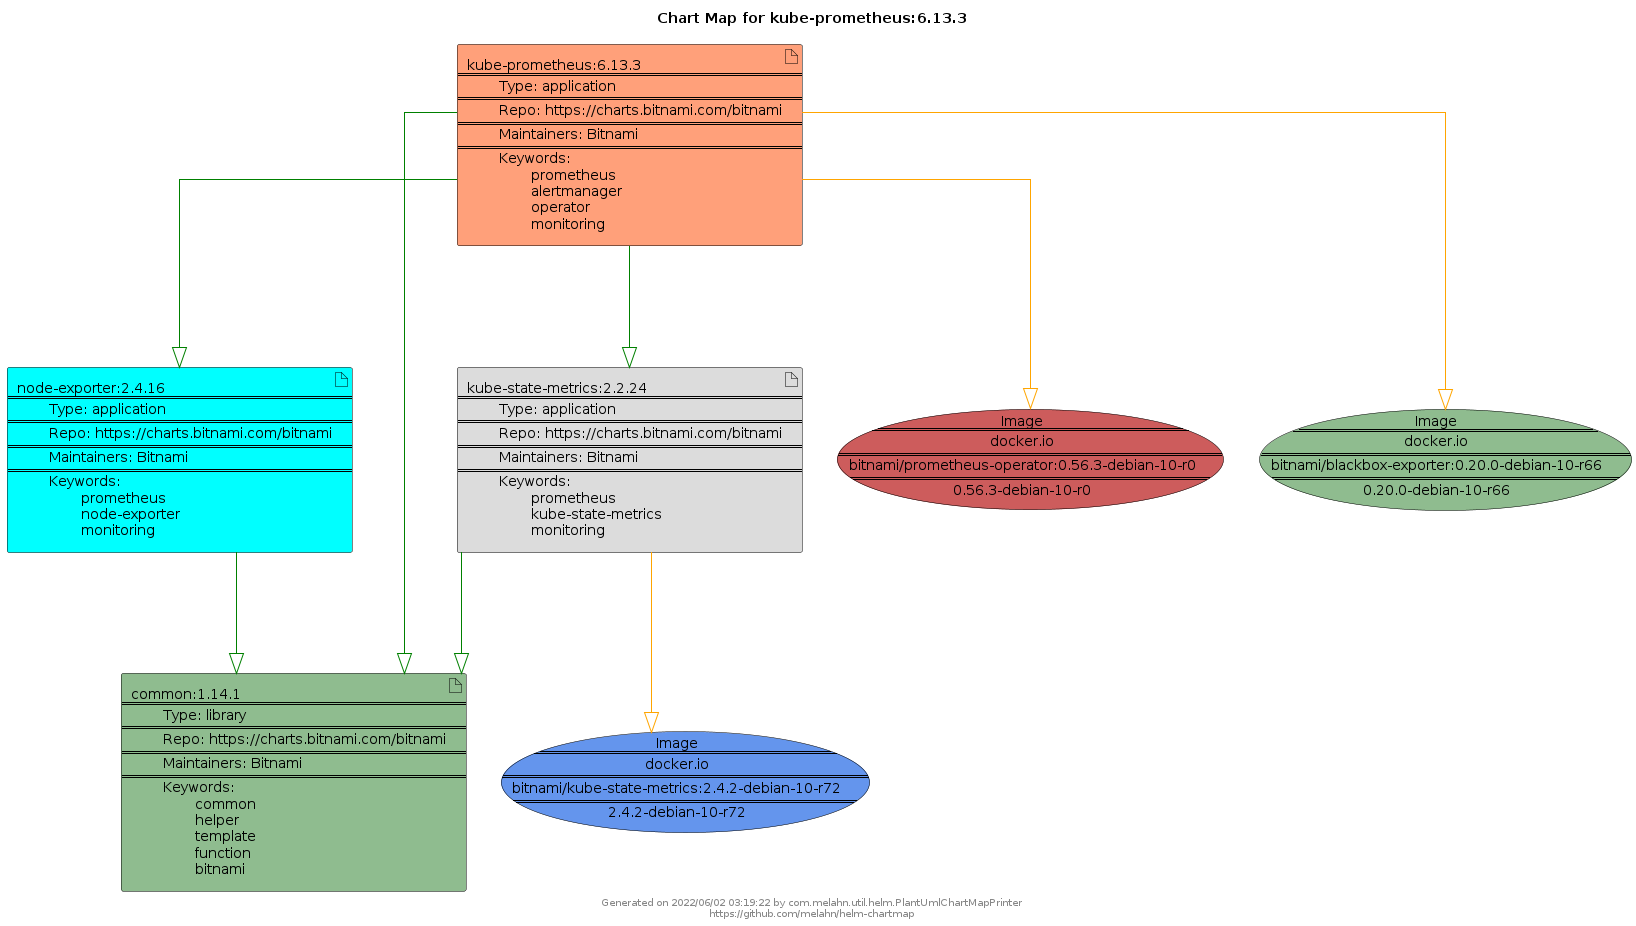 Chart Map for kube-prometheus:6.13.3
kube-prometheus:6.13.3
Type: application
Repo: https://charts.bitnami.com/bitnami
Maintainers: Bitnami
Keywords:
prometheus
alertmanager
operator
monitoring
node-exporter:2.4.16
Type: application
Repo: https://charts.bitnami.com/bitnami
Maintainers: Bitnami
Keywords:
prometheus
node-exporter
monitoring
kube-state-metrics:2.2.24
Type: application
Repo: https://charts.bitnami.com/bitnami
Maintainers: Bitnami
Keywords:
prometheus
kube-state-metrics
monitoring
Image
docker.io
bitnami/prometheus-operator:0.56.3-debian-10-r0
0.56.3-debian-10-r0
Image
docker.io
bitnami/blackbox-exporter:0.20.0-debian-10-r66
0.20.0-debian-10-r66
common:1.14.1
Type: library
Repo: https://charts.bitnami.com/bitnami
Maintainers: Bitnami
Keywords:
common
helper
template
function
bitnami
Image
docker.io
bitnami/kube-state-metrics:2.4.2-debian-10-r72
2.4.2-debian-10-r72
Generated on 2022/06/02 03:19:22 by com.melahn.util.helm.PlantUmlChartMapPrinter
https://github.com/melahn/helm-chartmap